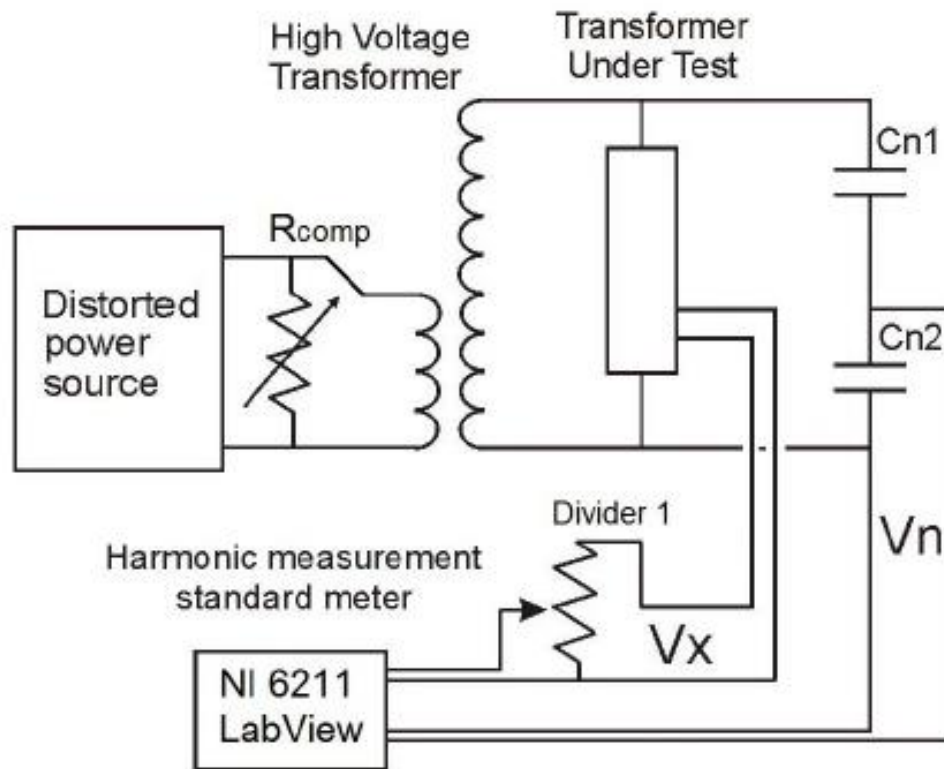 High Voltage
Transformer
Transformer
Under Test
Cn1
Rcomp
Distorted
power
source
Cn2
Divider 1
Vn
Harmonic measurement
standard meter
Vx
NI 6211
LabView